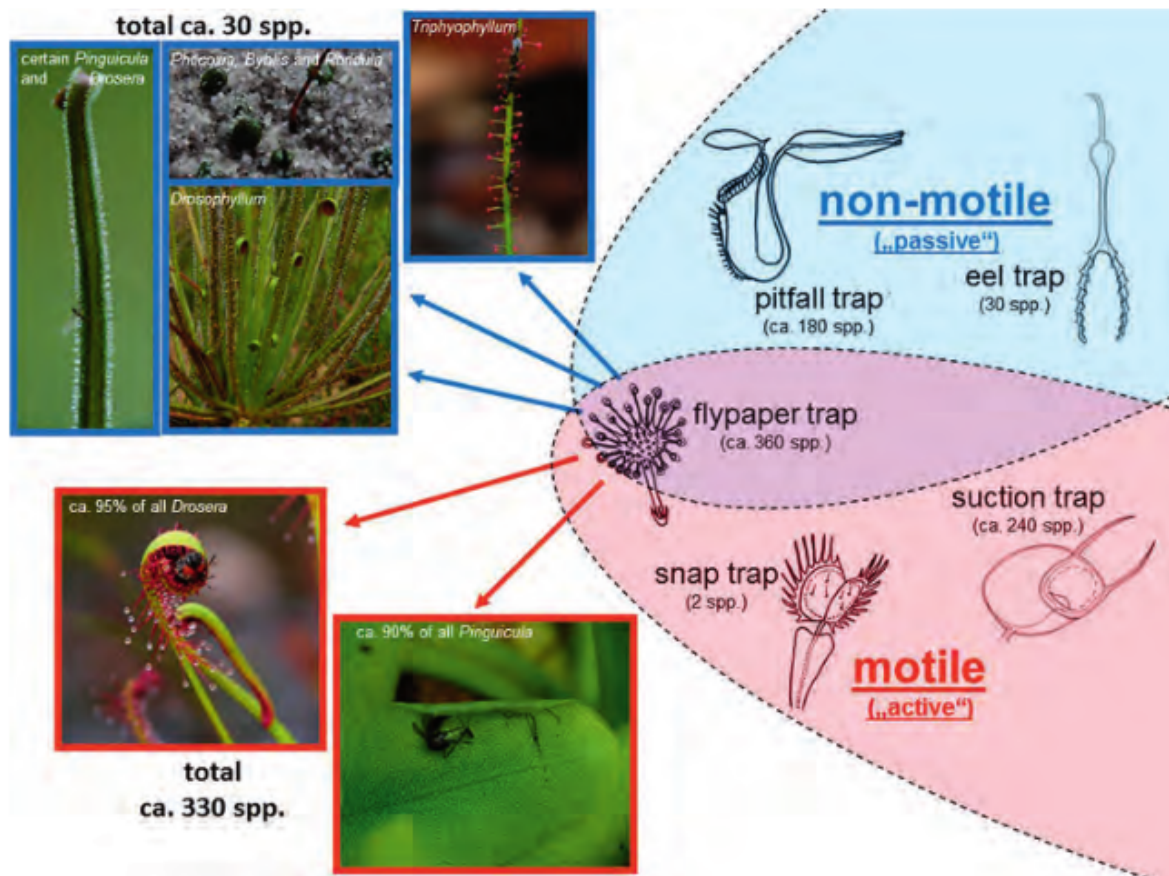 total ca. 30 spp.
certain Pinguicula
and Drosera
Philcoxia, Byblis and Roridula
Triphyophyllum
Drosophyllum
non-motile
(„passive“)
pitfall trap
(ca. 180 spp.)
eel trap
(30 spp.)
flypaper trap
(ca. 360 spp.)
suction trap
(ca. 240 spp.)
snap trap
(2 spp.)
motile
(„active“)
ca. 95% of all Drosera
ca. 90% of all Pinguicula
total
ca. 330 spp.